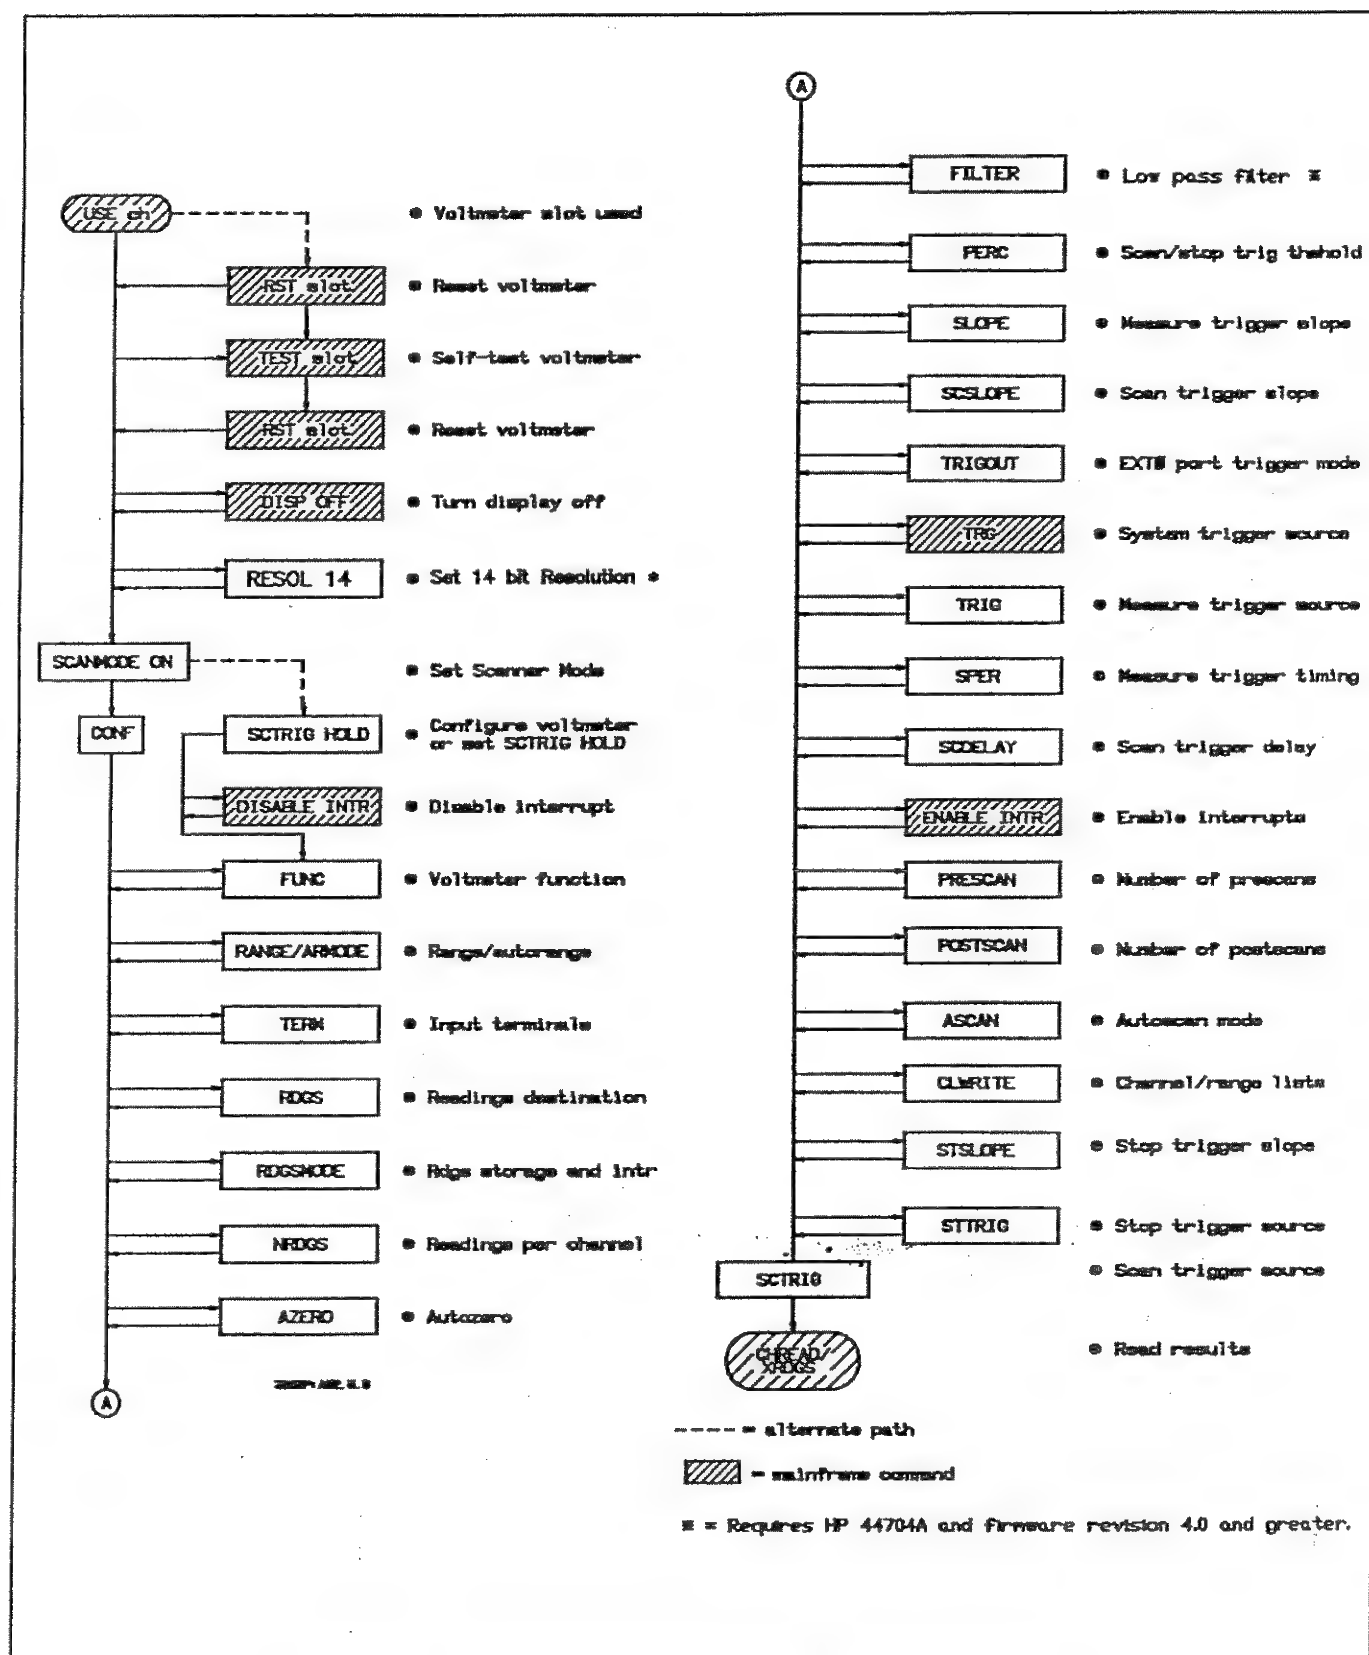 USE ch
Voltmeter slot used
RST slot
Reset voltmeter
TEST slot
Self-test voltmeter
RST slot
Reset voltmeter
DISP OFF
Turn display off
RESOL 14
Set 14 bit Resolution *
SCANMODE ON
Set Scanner Mode
CONF
SCTRIG HOLD
Configure voltmeter
or set SCTRIG HOLD
DISABLE INTR
Disable interrupt
FUNC
Voltmeter function
RANGE/ARMODE
Range/autorange
TERM
Input terminals
RDGS
Readings destination
RDGSMODE
Rdgs storage and intr
NRDGS
Readings per channel
AZERO
Autozero
A
A
FILTER
Low pass filter *
PERC
Scan/stop trig thshold
SLOPE
Measure trigger slope
SCSLOPE
Scan trigger slope
TRIGOUT
EXT# port trigger mode
TRG
System trigger source
TRIG
Measure trigger source
SPER
Measure trigger timing
SCDELAY
Scan trigger delay
ENABLE INTR
Enable interrupts
PRESCAN
Number of prescans
POSTSCAN
Number of postscans
ASCAN
Autoscan mode
CLWRITE
Channel/range lists
STSLOPE
Stop trigger slope
STTRIG
Stop trigger source
SCTRIG
Scan trigger source
CHREAD/
XRDGS
Read results
---- = alternate path
= mainframe command
* = Requires HP 44704A and firmware revision 4.0 and greater.